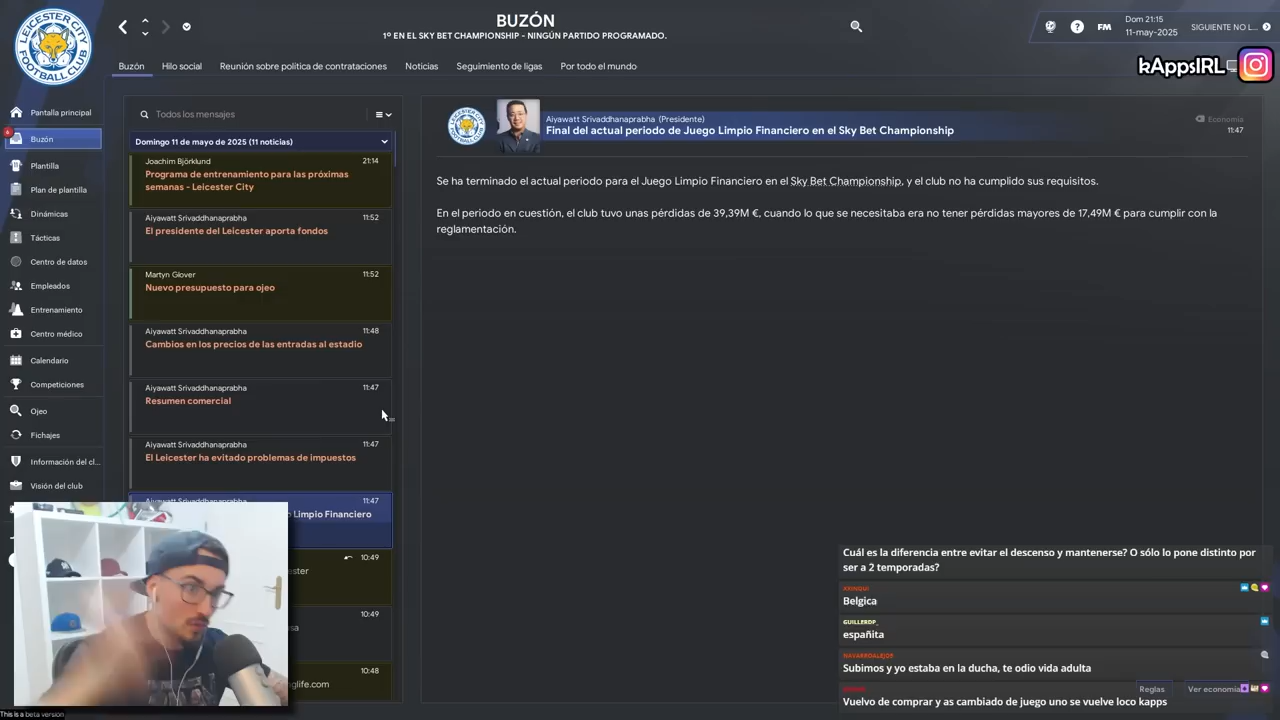 BUZÓN
1º EN EL SKY BET CHAMPIONSHIP - NINGÚN PARTIDO PROGRAMADO.
LEICESTER CITY
FOOTBALL CLUB
FM
Dom 21:15
11-may-2025
SIGUIENTE NO L...
kAppsIRL
Buzón
Hilo social
Reunión sobre política de contrataciones
Noticias
Seguimiento de ligas
Por todo el mundo
Pantalla principal
6
Buzón
Plantilla
Plan de plantilla
Dinámicas
Tácticas
Centro de datos
Empleados
Entrenamiento
Centro médico
Calendario
Competiciones
Ojeo
Fichajes
Información del cl...
Visión del club
Todos los mensajes
Domingo 11 de mayo de 2025 (11 noticias)
Joachim Björklund
21:14
Programa de entrenamiento para las próximas
semanas - Leicester City
Aiyawatt Srivaddhanaprabha
11:52
El presidente del Leicester aporta fondos
Martyn Glover
11:52
Nuevo presupuesto para ojeo
Aiyawatt Srivaddhanaprabha
11:48
Cambios en los precios de las entradas al estadio
Aiyawatt Srivaddhanaprabha
11:47
Resumen comercial
Aiyawatt Srivaddhanaprabha
11:47
El Leicester ha evitado problemas de impuestos
Aiyawatt Srivaddhanaprabha
11:47
Limpio Financiero
10:49
ester
10:49
sa
10:48
nglife.com
Aiyawatt Srivaddhanaprabha (Presidente)
Final del actual periodo de Juego Limpio Financiero en el Sky Bet Championship
Economía
11:47
Se ha terminado el actual periodo para el Juego Limpio Financiero en el Sky Bet Championship, y el club no ha cumplido sus requisitos.
En el periodo en cuestión, el club tuvo unas pérdidas de 39,39M €, cuando lo que se necesitaba era no tener pérdidas mayores de 17,49M € para cumplir con la
reglamentación.
Cuál es la diferencia entre evitar el descenso y mantenerse? O sólo lo pone distinto por
ser a 2 temporadas?
Belgica
GUILLERDP_
españita
NAVARROALEJOE
Subimos y yo estaba en la ducha, te odio vida adulta
Reglas
Ver economía
Vuelvo de comprar y as cambiado de juego uno se vuelve loco kapps
This is a beta version